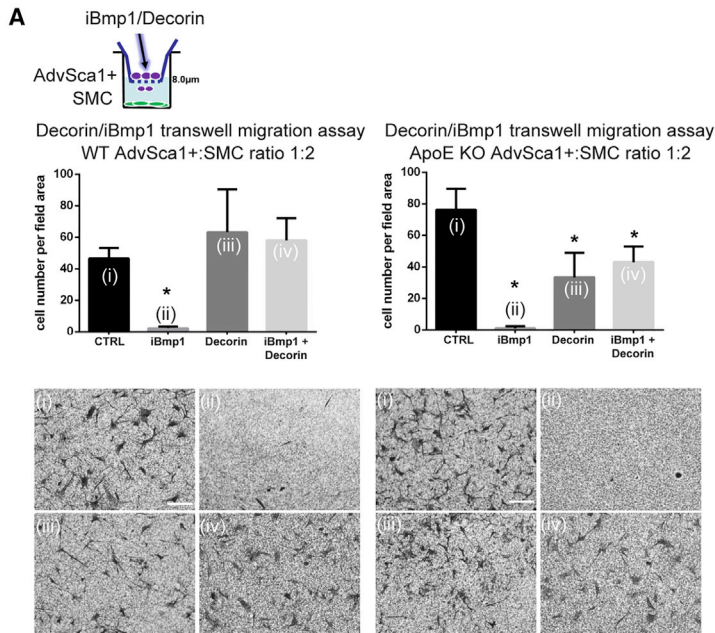 A
iBmp1/Decorin
AdvSca1+
8.0µm
SMC
Decorin/iBmp1 transwell migration assay
WT AdvSca1+:SMC ratio 1:2
cell number per field area
100
80
60
40
20
0
(i)
*
(ii)
(iii)
(iv)
CTRL
iBmp1
Decorin
iBmp1 +
Decorin
Decorin/iBmp1 transwell migration assay
ApoE KO AdvSca1+:SMC ratio 1:2
cell number per field area
100
80
60
40
20
0
(i)
*
(ii)
*
(iii)
*
(iv)
CTRL
iBmp1
Decorin
iBmp1 +
Decorin
(i)
(ii)
(iii)
(iv)
(i)
(ii)
(iii)
(iv)